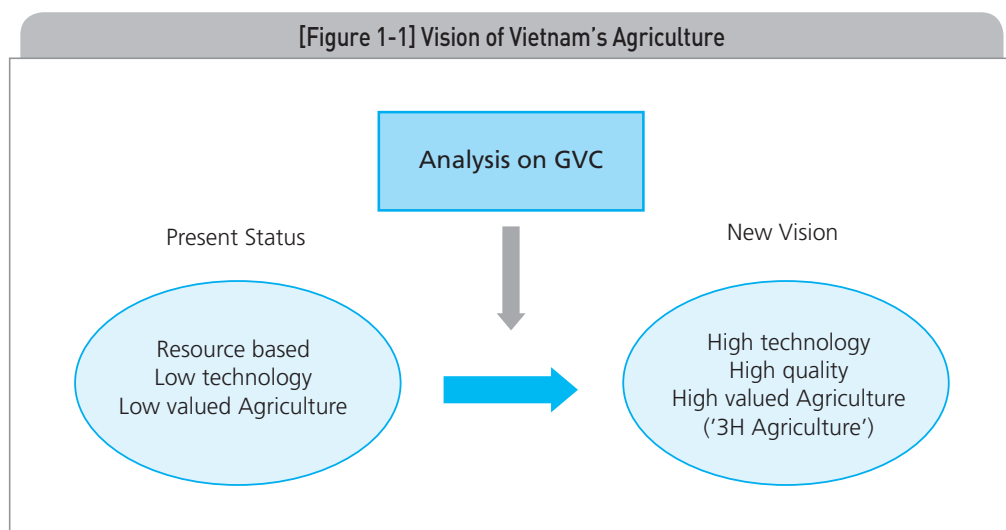 [Figure 1-1] Vision of Vietnam’s Agriculture
Analysis on GVC
Present Status
New Vision
Resource based
Low technology
Low valued Agriculture
High technology
High quality
High valued Agriculture
('3H Agriculture’)